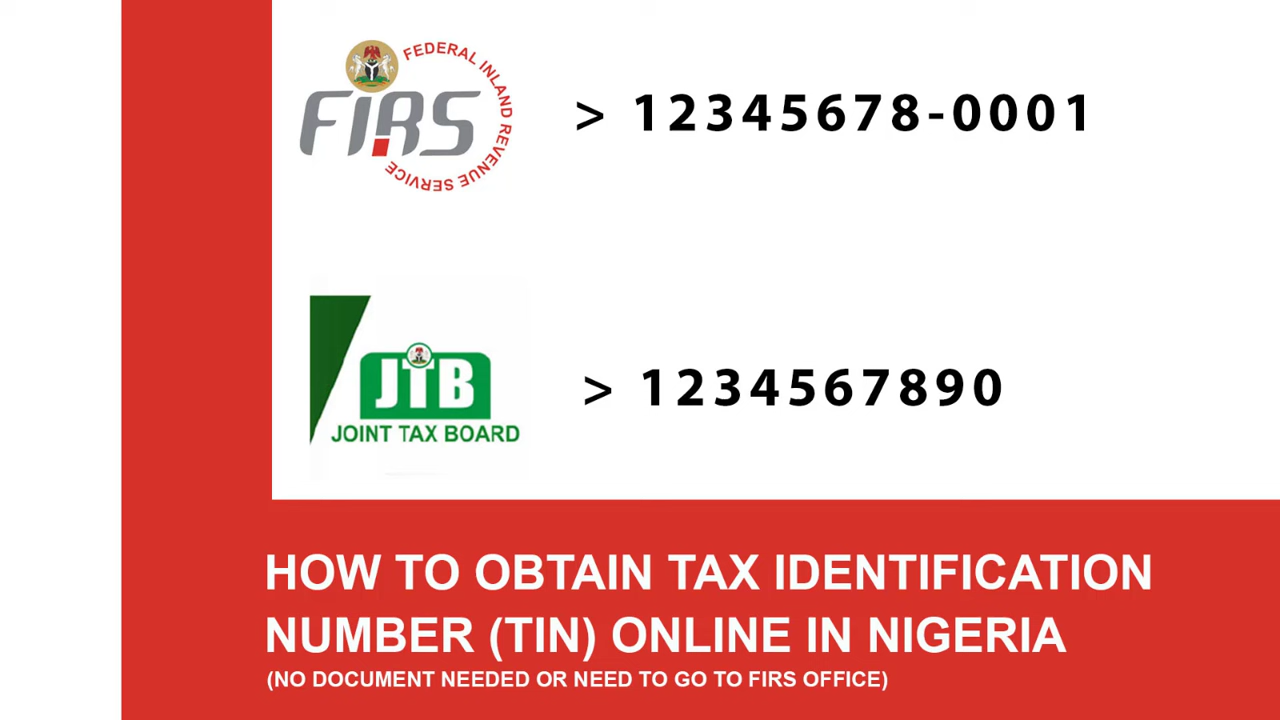 FIRS
FEDERAL INLAND REVENUE SERVICE
> 12345678-0001
JTB
JOINT TAX BOARD
> 1234567890
HOW TO OBTAIN TAX IDENTIFICATION
NUMBER (TIN) ONLINE IN NIGERIA
(NO DOCUMENT NEEDED OR NEED TO GO TO FIRS OFFICE)